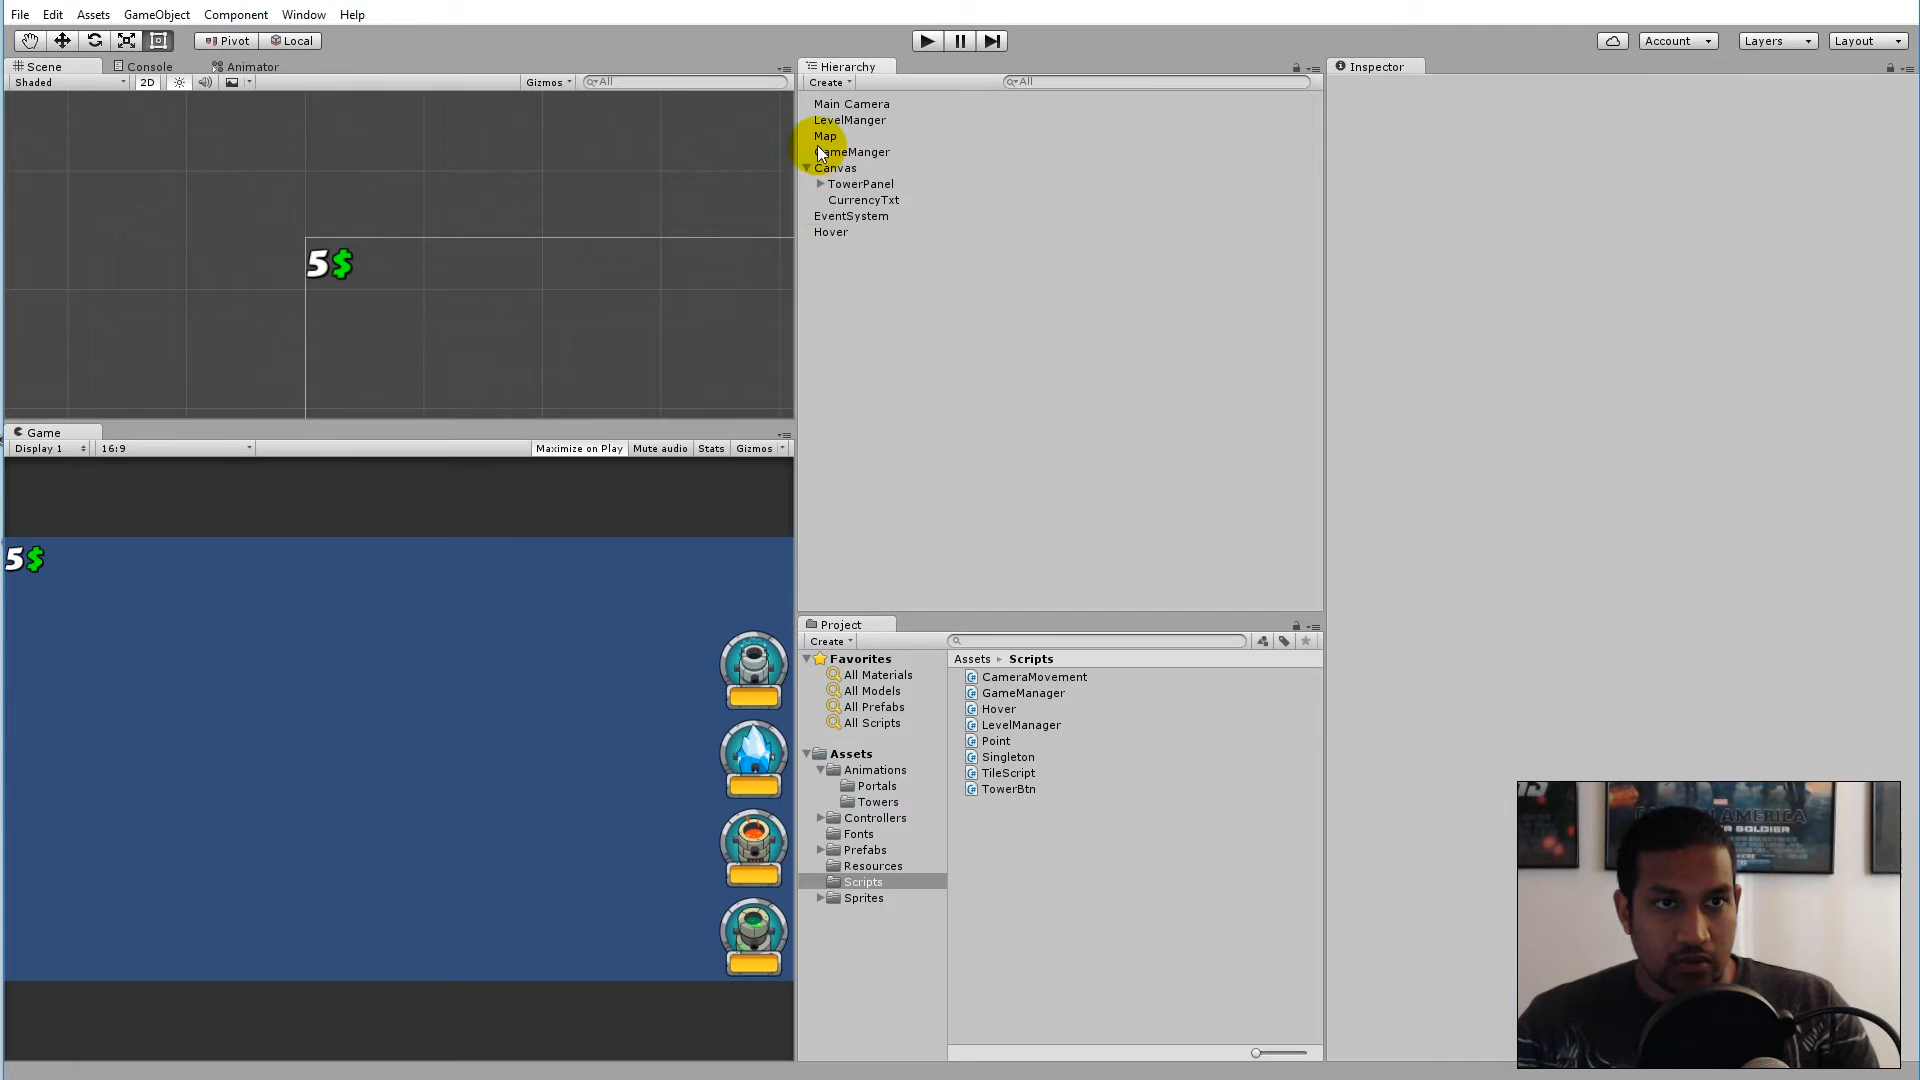 File Edit Assets GameObject Component Window Help
Pivot Local Account Layers Layout
Scene Console Animator
Shaded 2D Gizmos All
5$
Game
Display 1 16:9 Maximize on Play Mute audio Stats Gizmos
5$
Hierarchy
Create All
Main Camera
LevelManger
Map
GameManger
Canvas
TowerPanel
CurrencyTxt
EventSystem
Hover
Project
Create
Favorites
All Materials
All Models
All Prefabs
All Scripts
Assets
Animations
Portals
Towers
Controllers
Fonts
Prefabs
Resources
Scripts
Sprites
Assets Scripts
CameraMovement
GameManager
Hover
LevelManager
Point
Singleton
TileScript
TowerBtn
Inspector
AMERICA
SOLDIER